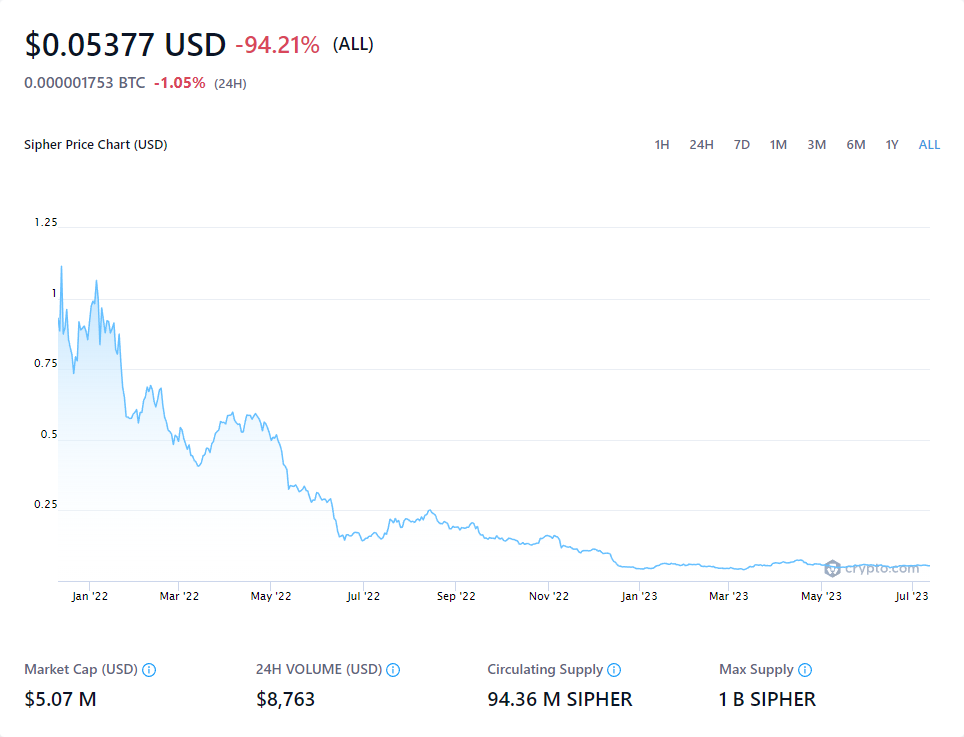 $0.05377 USD -94.21% (ALL)
0.000001753 BTC -1.05% (24H)
Sipher Price Chart (USD) 1H 24H 7D 1M 3M 6M 1Y ALL
1.25
1
0.75
0.5
0.25
crypto.com
Jan '22 Mar '22 May '22 Jul '22 Sep '22 Nov '22 Jan '23 Mar '23 May '23 Jul '23
Market Cap (USD) 24H VOLUME (USD) Circulating Supply Max Supply
$5.07 M $8,763 94.36 M SIPHER 1 B SIPHER